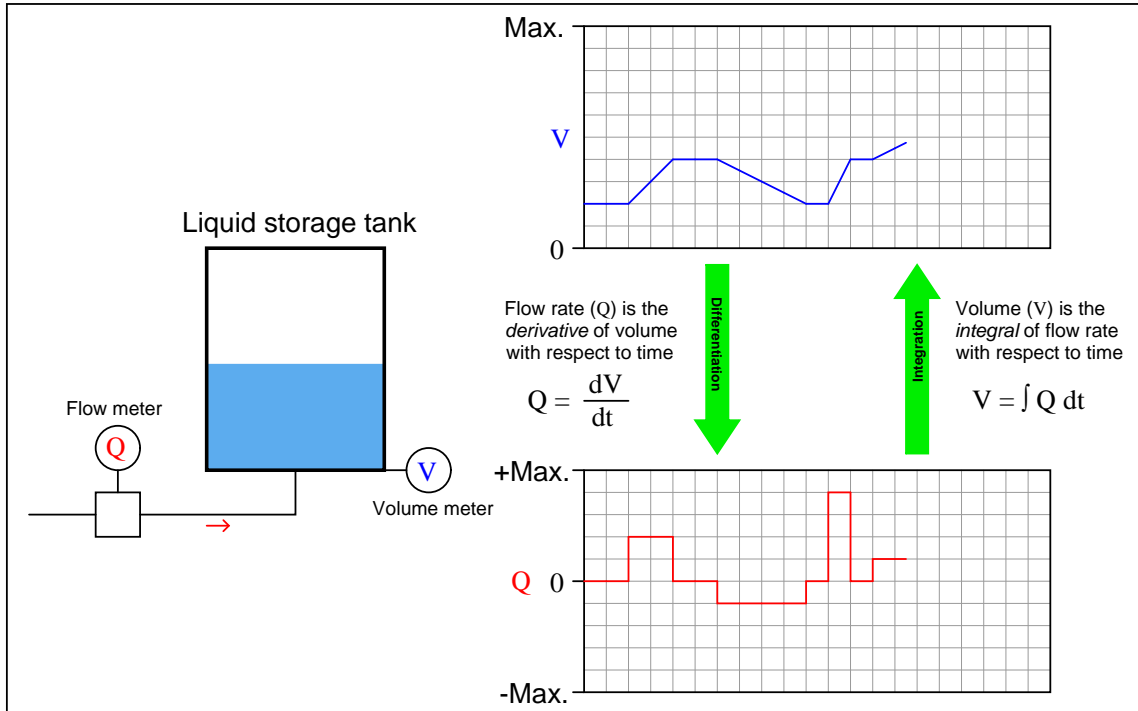 Max.
V
0
Liquid storage tank
Flow meter
Q
V
Volume meter
Flow rate (Q) is the
derivative of volume
with respect to time
Q = dV
dt
Differentiation
Integration
Volume (V) is the
integral of flow rate
with respect to time
V = ∫ Q dt
+Max.
Q 0
-Max.